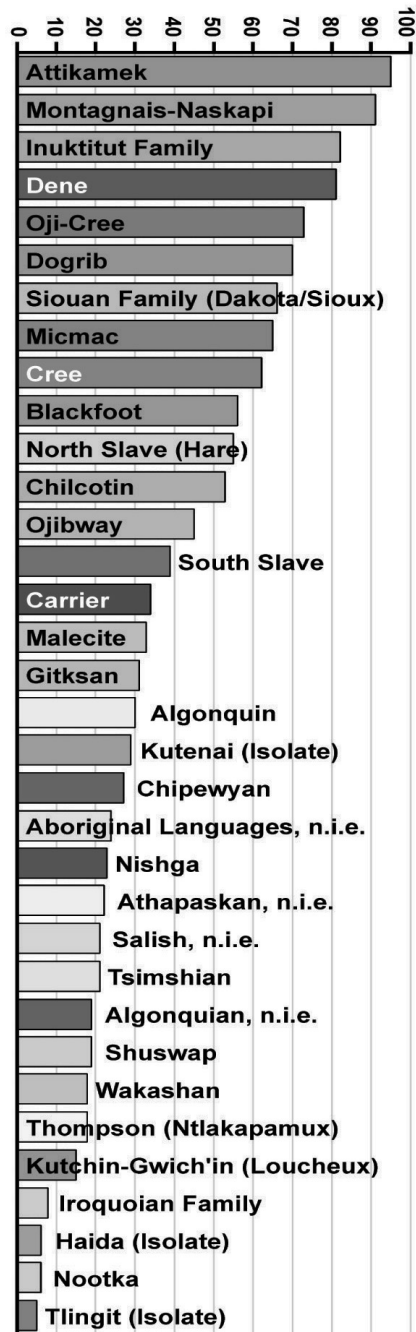 0 10 20 30 40 50 60 70 80 90 100
Attikamek
Montagnais-Naskapi
Inuktitut Family
Dene
Oji-Cree
Dogrib
Siouan Family (Dakota/Sioux)
Micmac
Cree
Blackfoot
North Slave (Hare)
Chilcotin
Ojibway
South Slave
Carrier
Malecite
Gitksan
Algonquin
Kutenai (Isolate)
Chipewyan
Aboriginal Languages, n.i.e.
Nishga
Athapaskan, n.i.e.
Salish, n.i.e.
Tsimshian
Algonquian, n.i.e.
Shuswap
Wakashan
Thompson (Ntlakapamux)
Kutchin-Gwich'in (Loucheux)
Iroquoian Family
Haida (Isolate)
Nootka
Tlingit (Isolate)